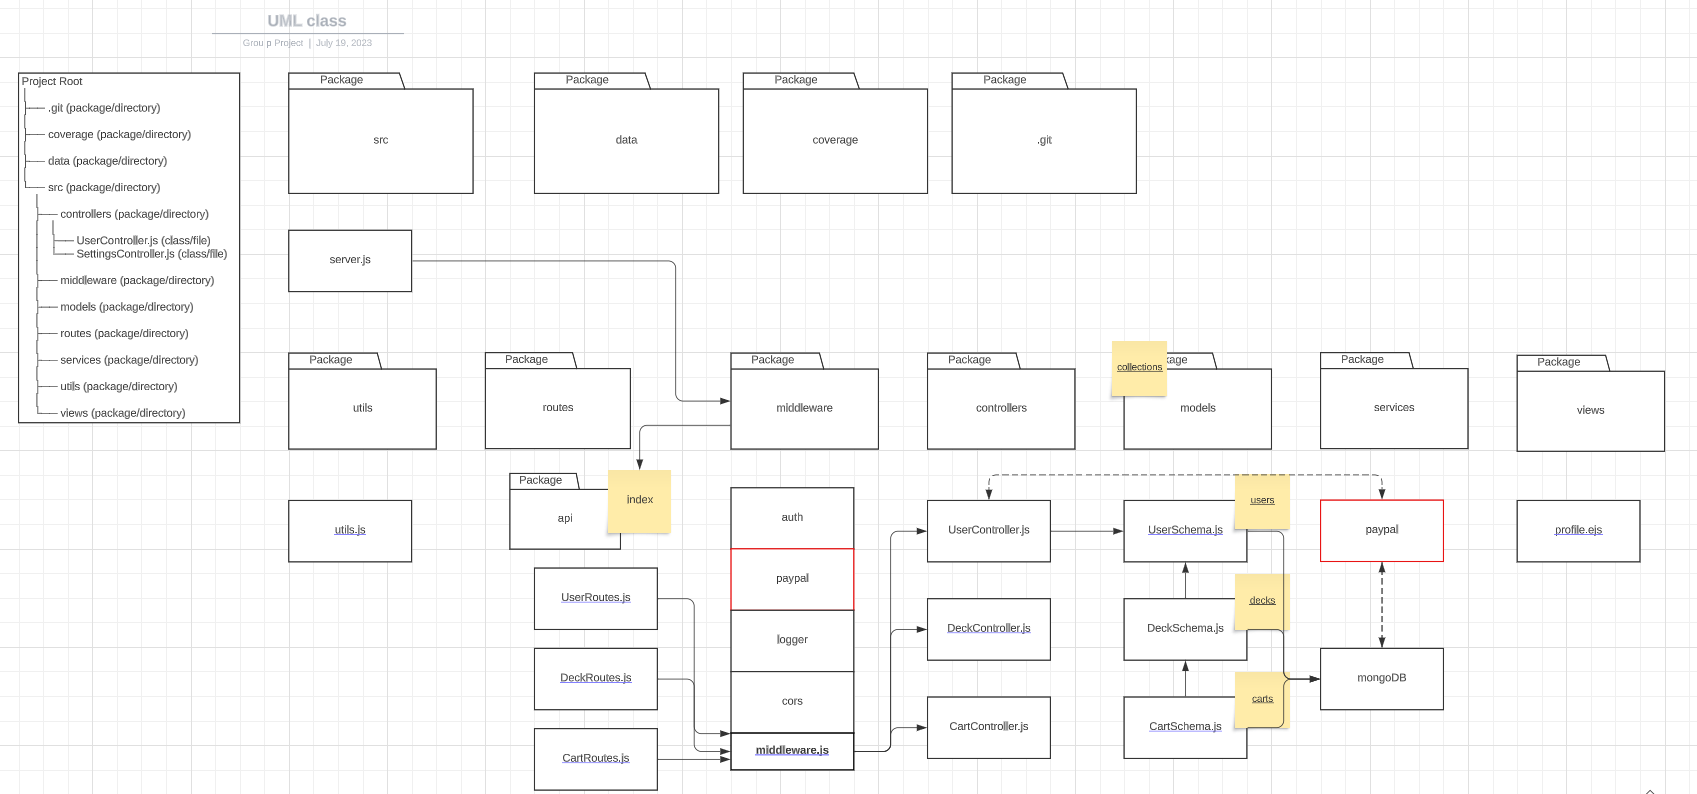 UML class
Group Project | July 19, 2023
Project Root
.git (package/directory)
coverage (package/directory)
data (package/directory)
src (package/directory)
controllers (package/directory)
UserController.js (class/file)
SettingsController.js (class/file)
middleware (package/directory)
models (package/directory)
routes (package/directory)
services (package/directory)
utils (package/directory)
views (package/directory)
Package
src
Package
data
Package
coverage
Package
.git
server.js
Package
utils
Package
routes
Package
middleware
Package
controllers
collections
kage
models
Package
services
Package
views
utils.js
Package
api
index
UserRoutes.js
DeckRoutes.js
CartRoutes.js
auth
paypal
logger
cors
middleware.js
UserController.js
DeckController.js
CartController.js
UserSchema.js
users
DeckSchema.js
decks
CartSchema.js
carts
paypal
mongoDB
profile.ejs